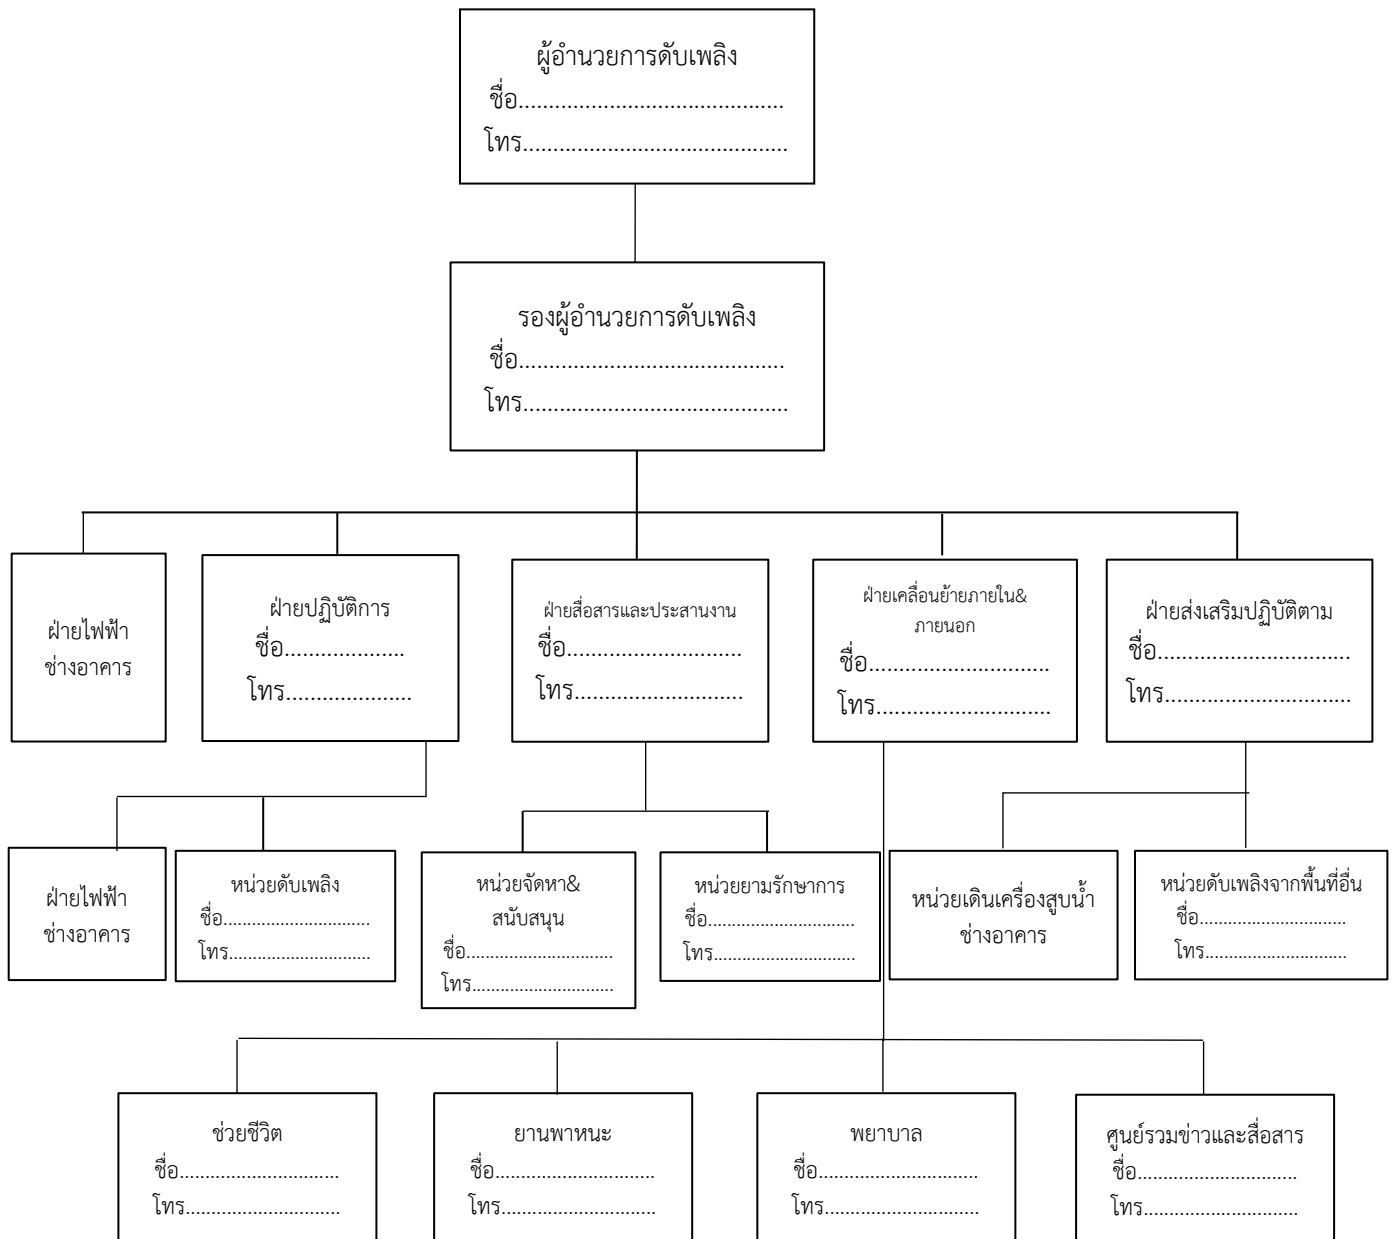 ผู้อำนวยการดับเพลิง
ชื่อ............................................
โทร............................................
รองผู้อำนวยการดับเพลิง
ชื่อ............................................
โทร............................................
ฝ่ายไฟฟ้า
ช่างอาคาร
ฝ่ายปฏิบัติการ
ชื่อ....................
โทร.....................
ฝ่ายสื่อสารและประสานงาน
ชื่อ.............................
โทร............................
ฝ่ายเคลื่อนย้ายภายใน&
ภายนอก
ชื่อ..............................
โทร.............................
ฝ่ายส่งเสริมปฏิบัติตาม
ชื่อ................................
โทร...............................
ฝ่ายไฟฟ้า
ช่างอาคาร
หน่วยดับเพลิง
ชื่อ...............................
โทร..............................
หน่วยจัดหา&
สนับสนุน
ชื่อ...............................
โทร..............................
หน่วยยามรักษาการ
ชื่อ...............................
โทร..............................
หน่วยเดินเครื่องสูบน้ำ
ช่างอาคาร
หน่วยดับเพลิงจากพื้นที่อื่น
ชื่อ...............................
โทร..............................
ช่วยชีวิต
ชื่อ...............................
โทร..............................
ยานพาหนะ
ชื่อ...............................
โทร..............................
พยาบาล
ชื่อ...............................
โทร..............................
ศูนย์รวมข่าวและสื่อสาร
ชื่อ...............................
โทร..............................